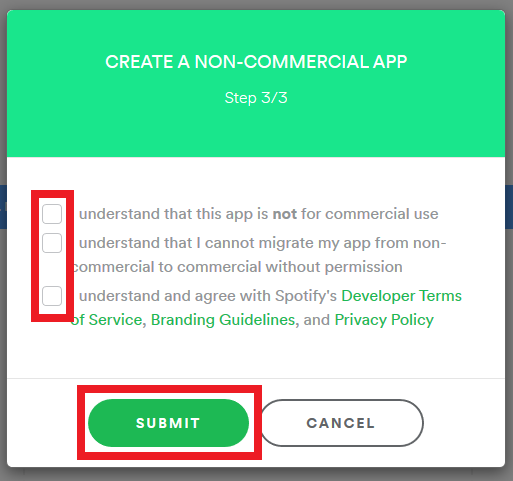 CREATE A NON-COMMERCIAL APP
Step 3/3
understand that this app is not for commercial use
understand that I cannot migrate my app from non-
commercial to commercial without permission
understand and agree with Spotify's Developer Terms
of Service, Branding Guidelines, and Privacy Policy
SUBMIT
CANCEL